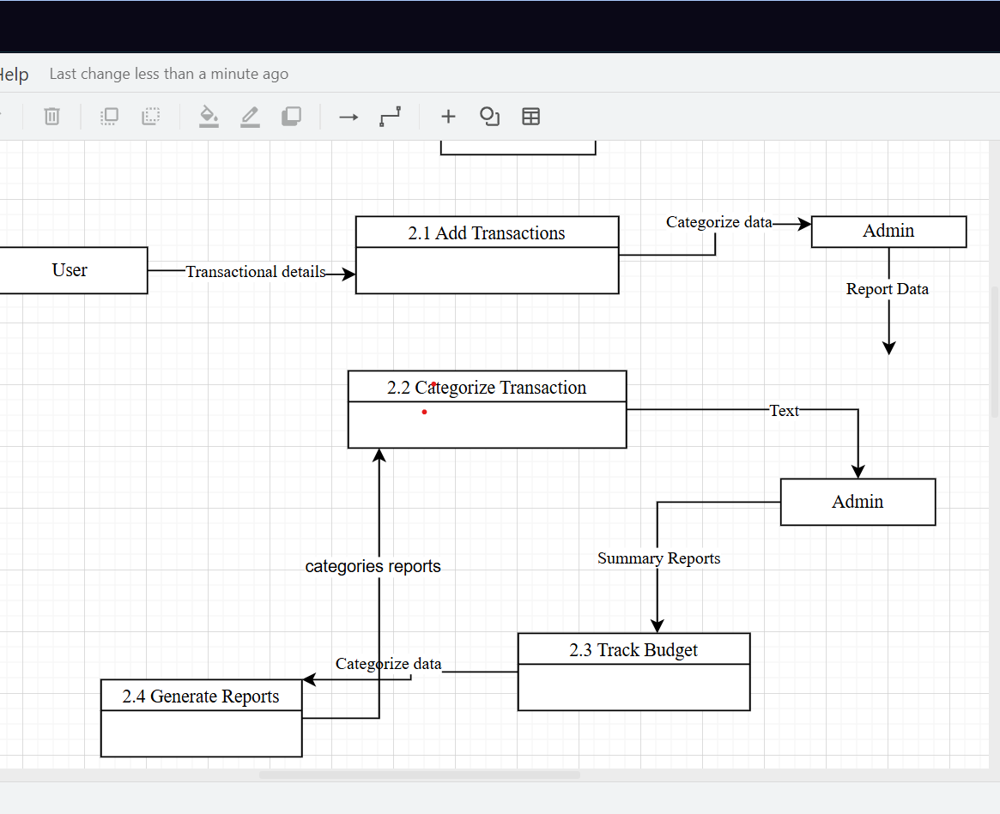 Help Last change less than a minute ago
Categorize data
2.1 Add Transactions
Admin
User
Transactional details
Report Data
2.2 Categorize Transaction
Text
Admin
Summary Reports
categories reports
2.3 Track Budget
Categorize data
2.4 Generate Reports